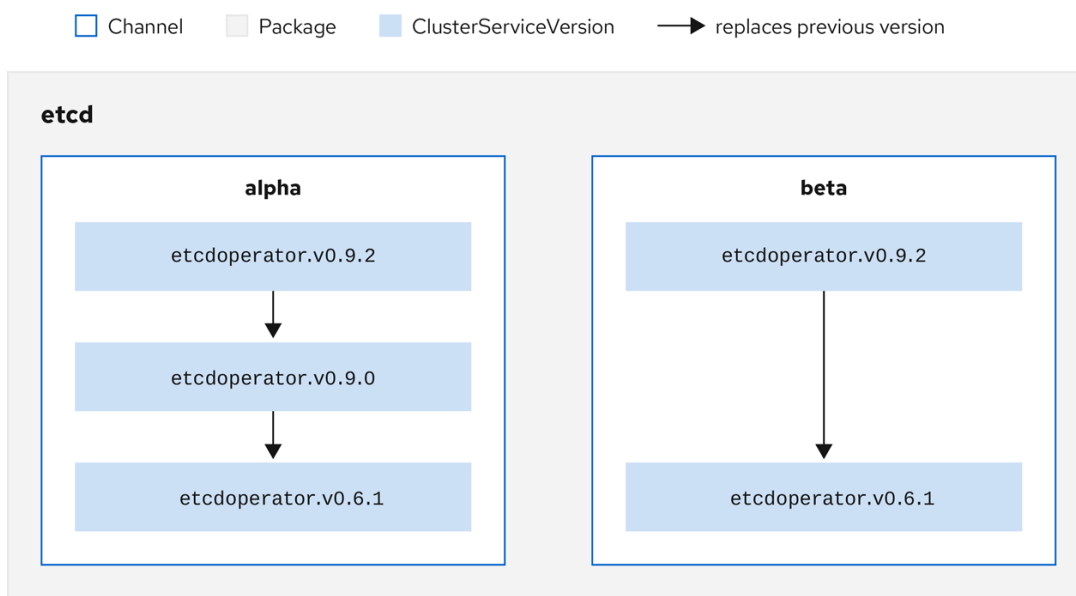 Channel
Package
ClusterServiceVersion
replaces previous version
etcd
alpha
etcdoperator.v0.9.2
etcdoperator.v0.9.0
etcdoperator.v0.6.1
beta
etcdoperator.v0.9.2
etcdoperator.v0.6.1